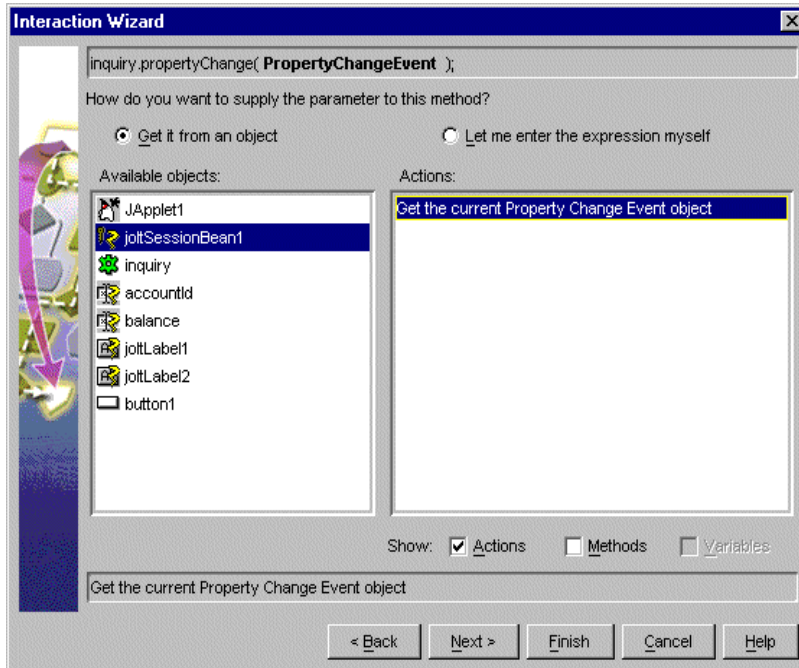 Interaction Wizard
inquiry.propertyChange( PropertyChangeEvent );
How do you want to supply the parameter to this method?
Get it from an object
Let me enter the expression myself
Available objects:
Actions:
JApplet1
Get the current Property Change Event object
joltSessionBean1
inquiry
accountId
balance
joltLabel1
joltLabel2
button1
Show: Actions Methods Variables
Get the current Property Change Event object
< Back Next > Finish Cancel Help